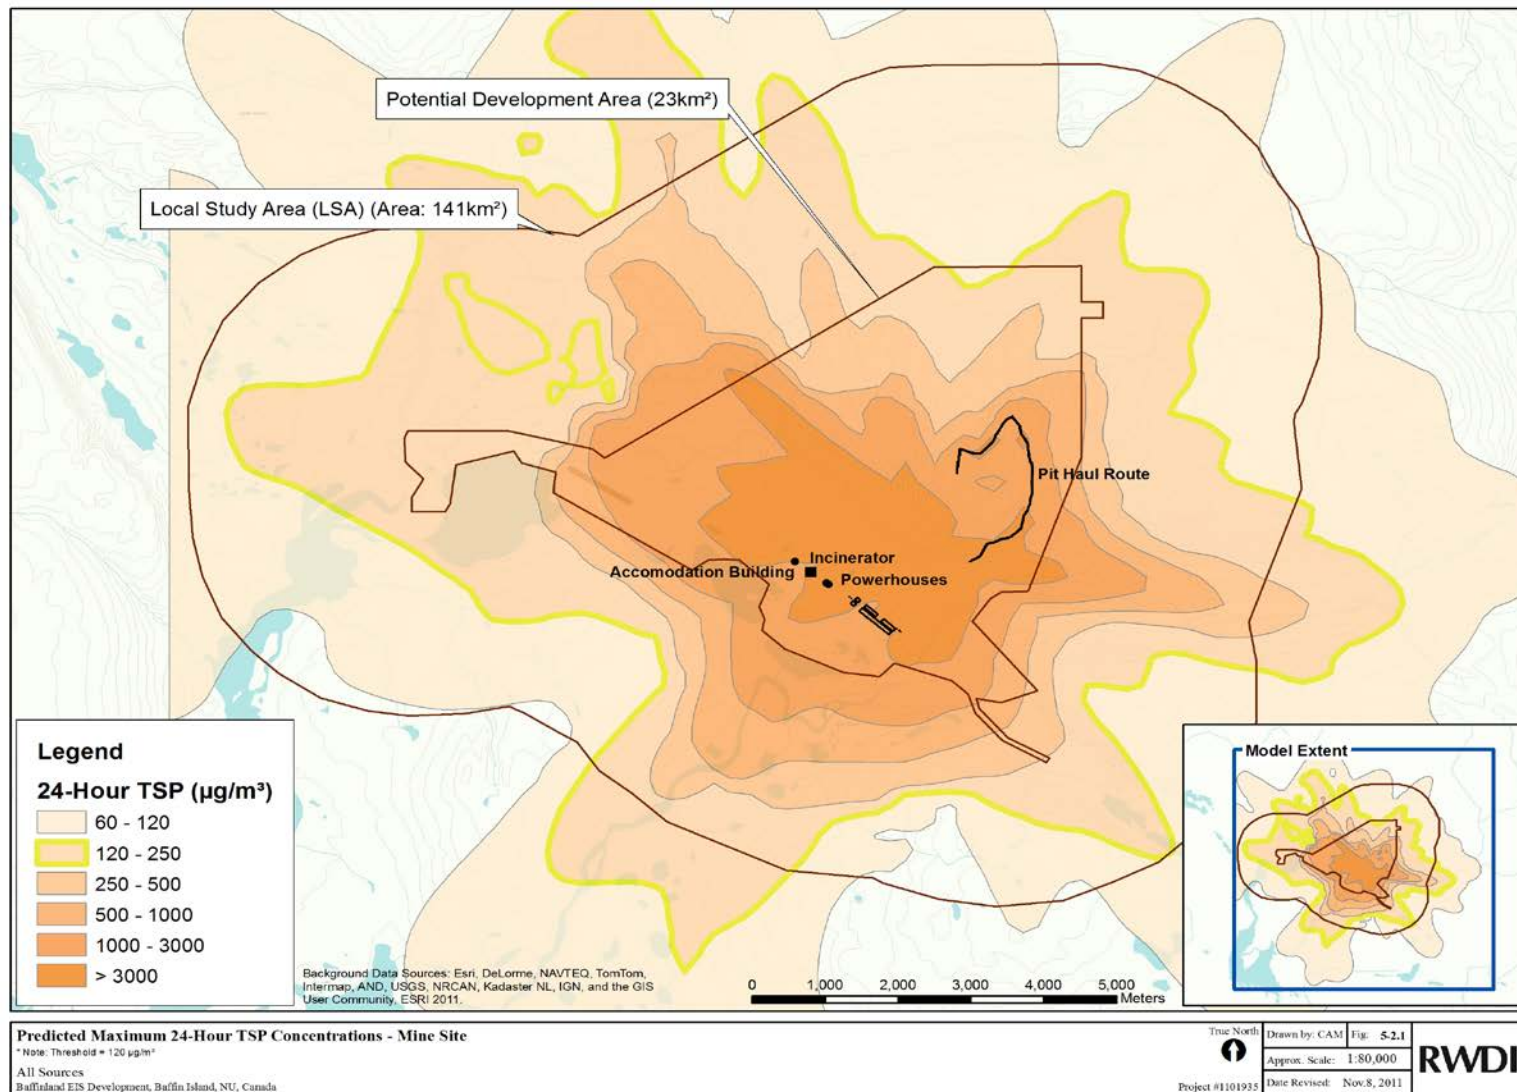 Potential Development Area (23km²)
Local Study Area (LSA) (Area: 141km²)
Pit Haul Route
Incinerator
Accomodation Building
Powerhouses
Legend
24-Hour TSP (µg/m³)
60 - 120
120 - 250
250 - 500
500 - 1000
1000 - 3000
> 3000
Background Data Sources: Esri, DeLorme, NAVTEQ, TomTom,
Intermap, AND, USGS, NRCAN, Kadaster NL, IGN, and the GIS
User Community, ESRI 2011.
0 1,000 2,000 3,000 4,000 5,000
Meters
Model Extent
Predicted Maximum 24-Hour TSP Concentrations - Mine Site
* Note: Threshold = 120 µg/m³
All Sources
Baffinland EIS Development, Baffin Island, NU, Canada
True North
Project #1101935
Drawn by: CAM Fig: 5-2.1
Approx. Scale: 1:80,000
Date Revised: Nov.8, 2011
RWDI